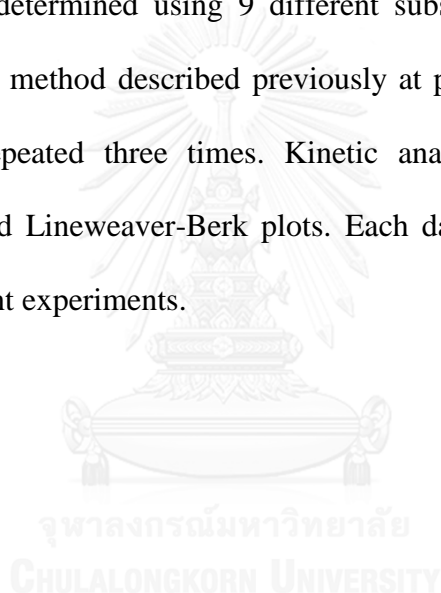 determined using 9 different subs
method described previously at p
epeated three times. Kinetic ana
d Lineweaver-Berk plots. Each da
nt experiments.
จุฬาลงกรณ์มหาวิทยาลัย
CHULALONGKORN UNIVERSITY